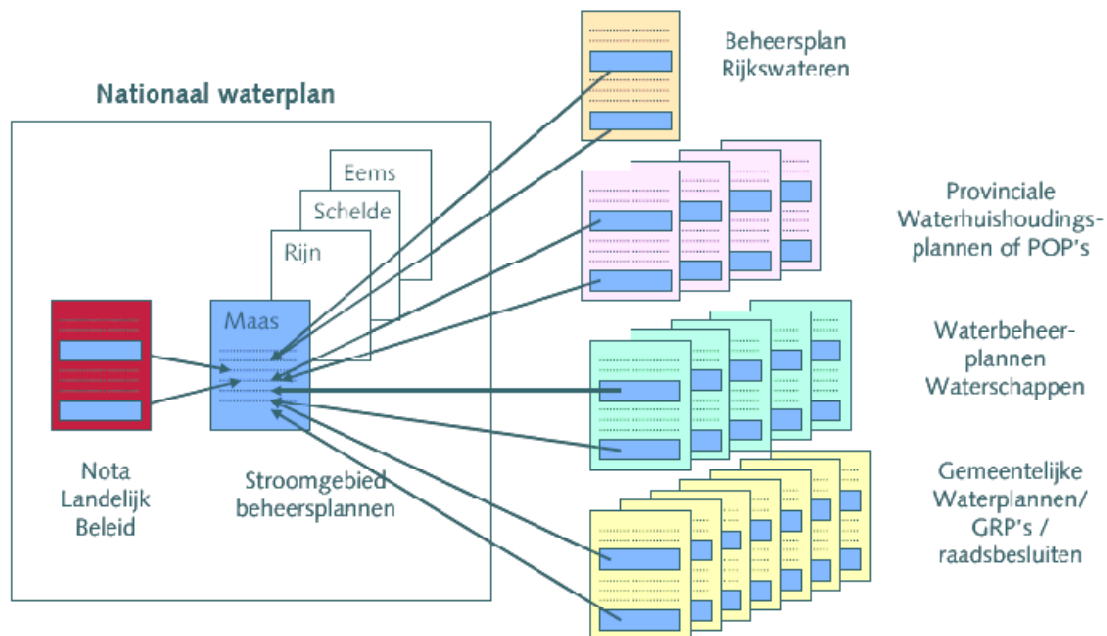 Beheersplan
Rijkswateren
Nationaal waterplan
Eems
Schelde
Rijn
Maas
Provinciale
Waterhuishoudings-
plannen of POP's
Waterbeheer-
plannen
Waterschappen
Nota
Landelijk
Beleid
Stroomgebied
beheersplannen
Gemeentelijke
Waterplannen/
GRP's /
raadsbesluiten